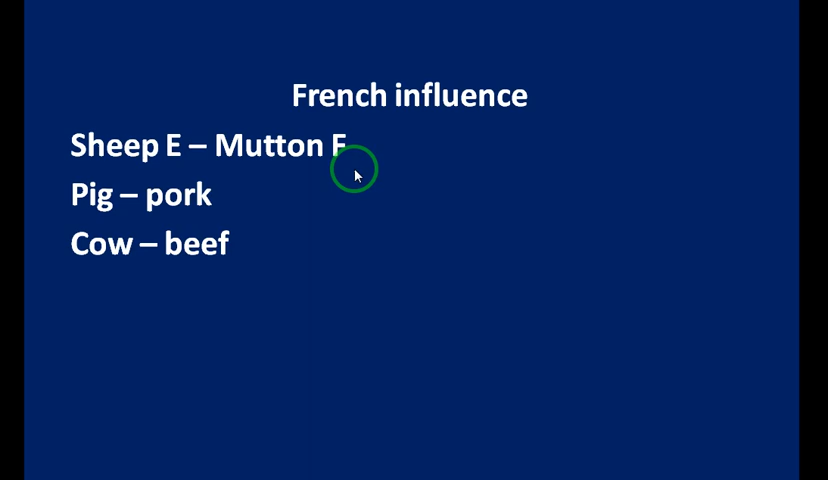 French influence
Sheep E – Mutton F
Pig – pork
Cow – beef